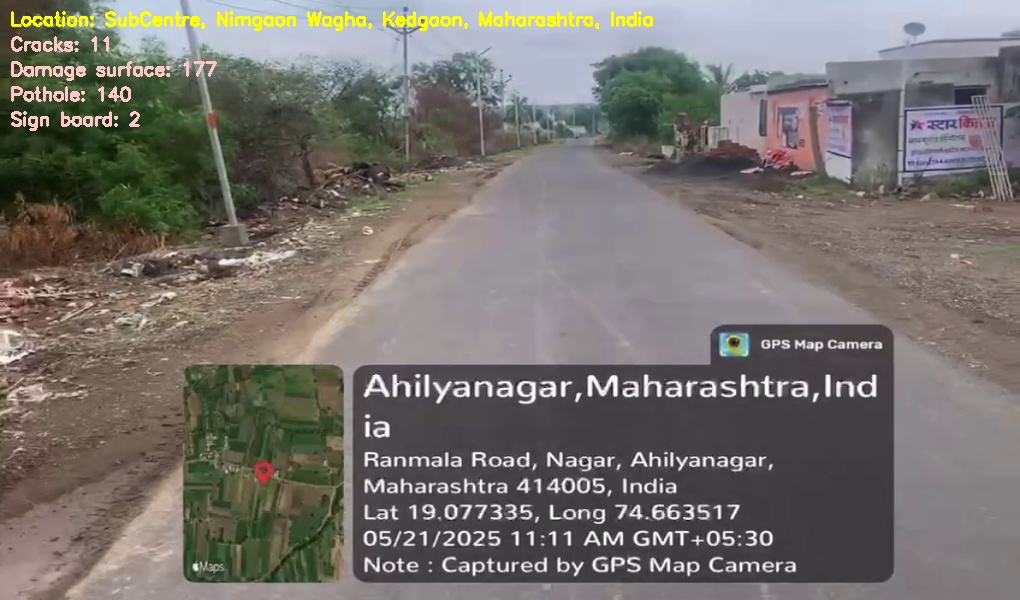 Location: SubCentre, Nimgaon Wagha, Kedgaon, Maharashtra, India
Cracks: 11
Damage surface: 177
Pothole: 140
Sign board: 2
स्टार
GPS Map Camera
Ahilyanagar,Maharashtra,Ind
ia
Ranmala Road, Nagar, Ahilyanagar,
Maharashtra 414005, India
Lat 19.077335, Long 74.663517
05/21/2025 11:11 AM GMT+05:30
Note : Captured by GPS Map Camera
Maps